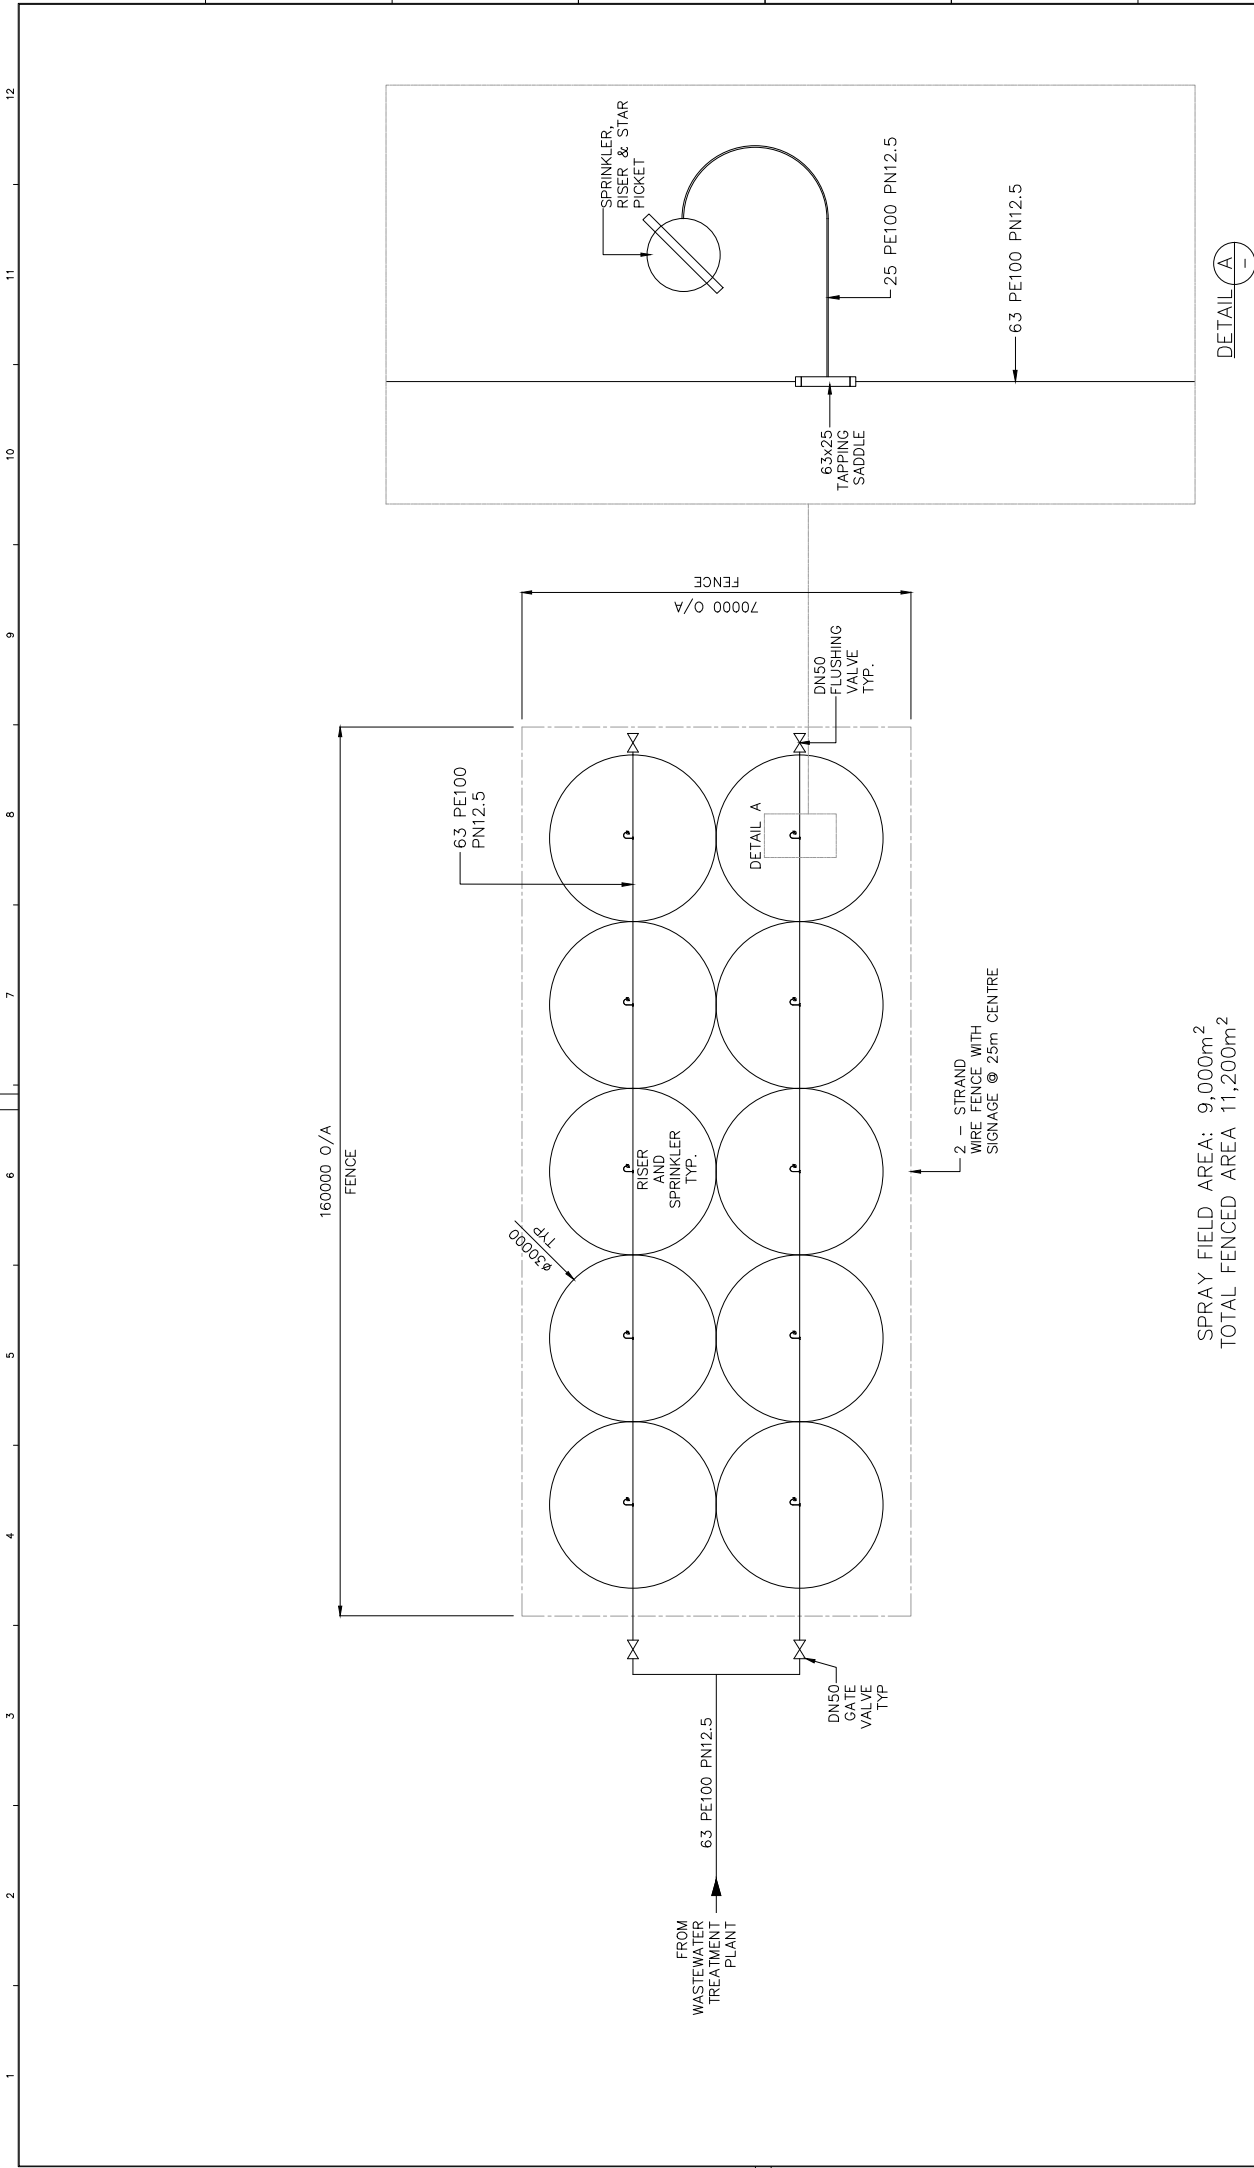 1
2
3
4
5
6
7
8
9
10
11
12
FROM
WASTEWATER
TREATMENT
PLANT
63 PE100 PN12.5
DN50
GATE
VALVE
TYP
160000 O/A
FENCE
Ø30000
TYP
RISER
AND
SPRINKLER
TYP.
2 - STRAND
WIRE FENCE WITH
SIGNAGE @ 25m CENTRE
63 PE100
PN12.5
DETAIL A
DN50
FLUSHING
VALVE
TYP.
70000 O/A
FENCE
63x25
TAPPING
SADDLE
SPRINKLER,
RISER & STAR
PICKET
25 PE100 PN12.5
63 PE100 PN12.5
DETAIL A
-
SPRAY FIELD AREA: 9,000m²
TOTAL FENCED AREA 11,200m²